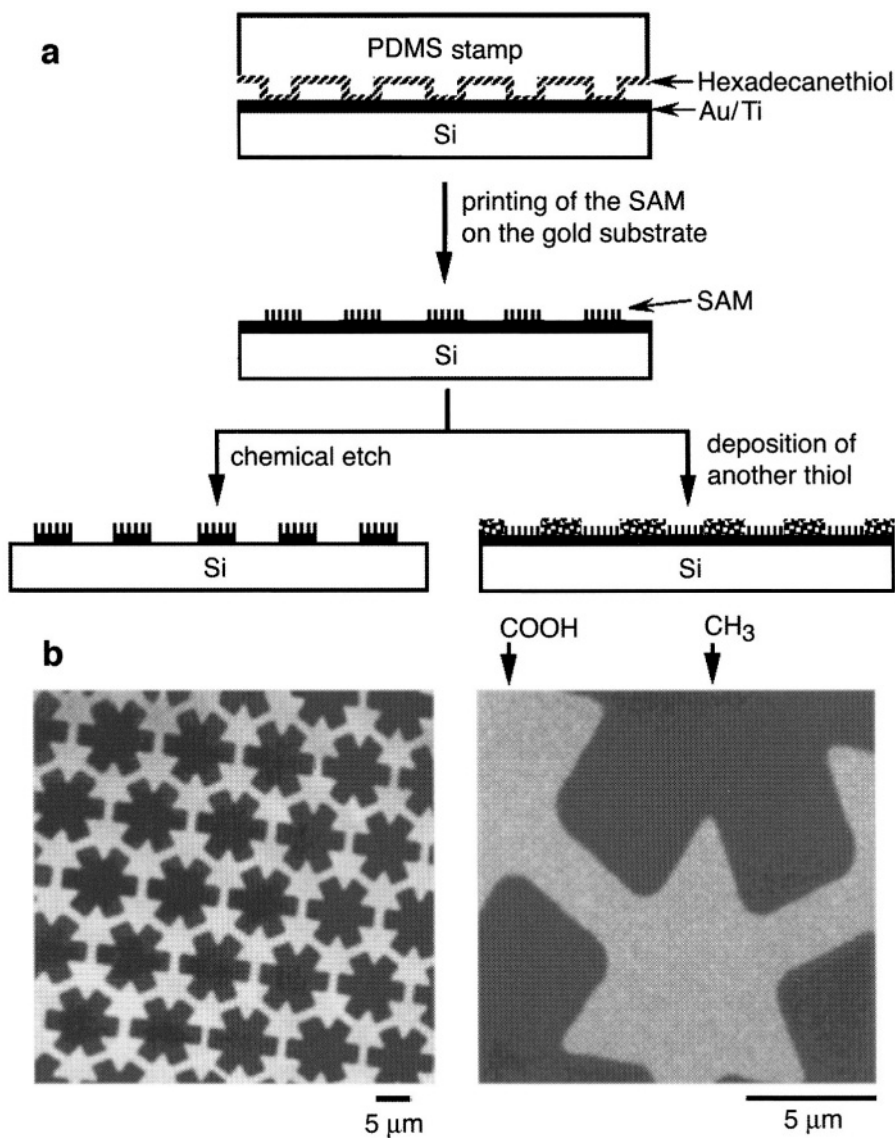 a
PDMS stamp
Hexadecanethiol
Au/Ti
Si
printing of the SAM
on the gold substrate
SAM
Si
chemical etch
deposition of
another thiol
Si
Si
b
COOH
CH₃
5 μm
5 μm